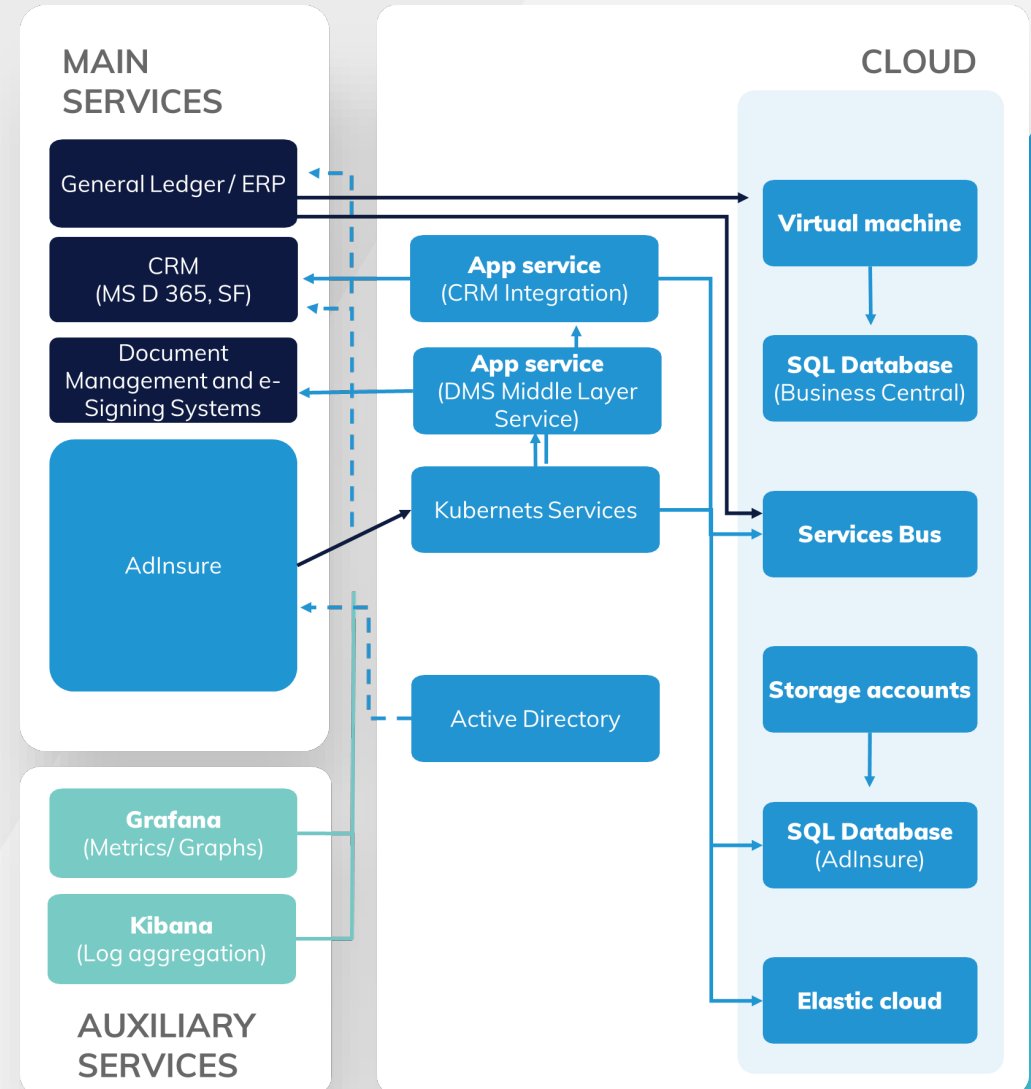 MAIN
SERVICES
General Ledger / ERP
CRM
(MS D 365, SF)
Document
Management and e-
Signing Systems
AdInsure
Grafana
(Metrics/ Graphs)
Kibana
(Log aggregation)
AUXILIARY
SERVICES
CLOUD
App service
(CRM Integration)
App service
(DMS Middle Layer
Service)
Kubernets Services
Active Directory
Virtual machine
SQL Database
(Business Central)
Services Bus
Storage accounts
SQL Database
(AdInsure)
Elastic cloud